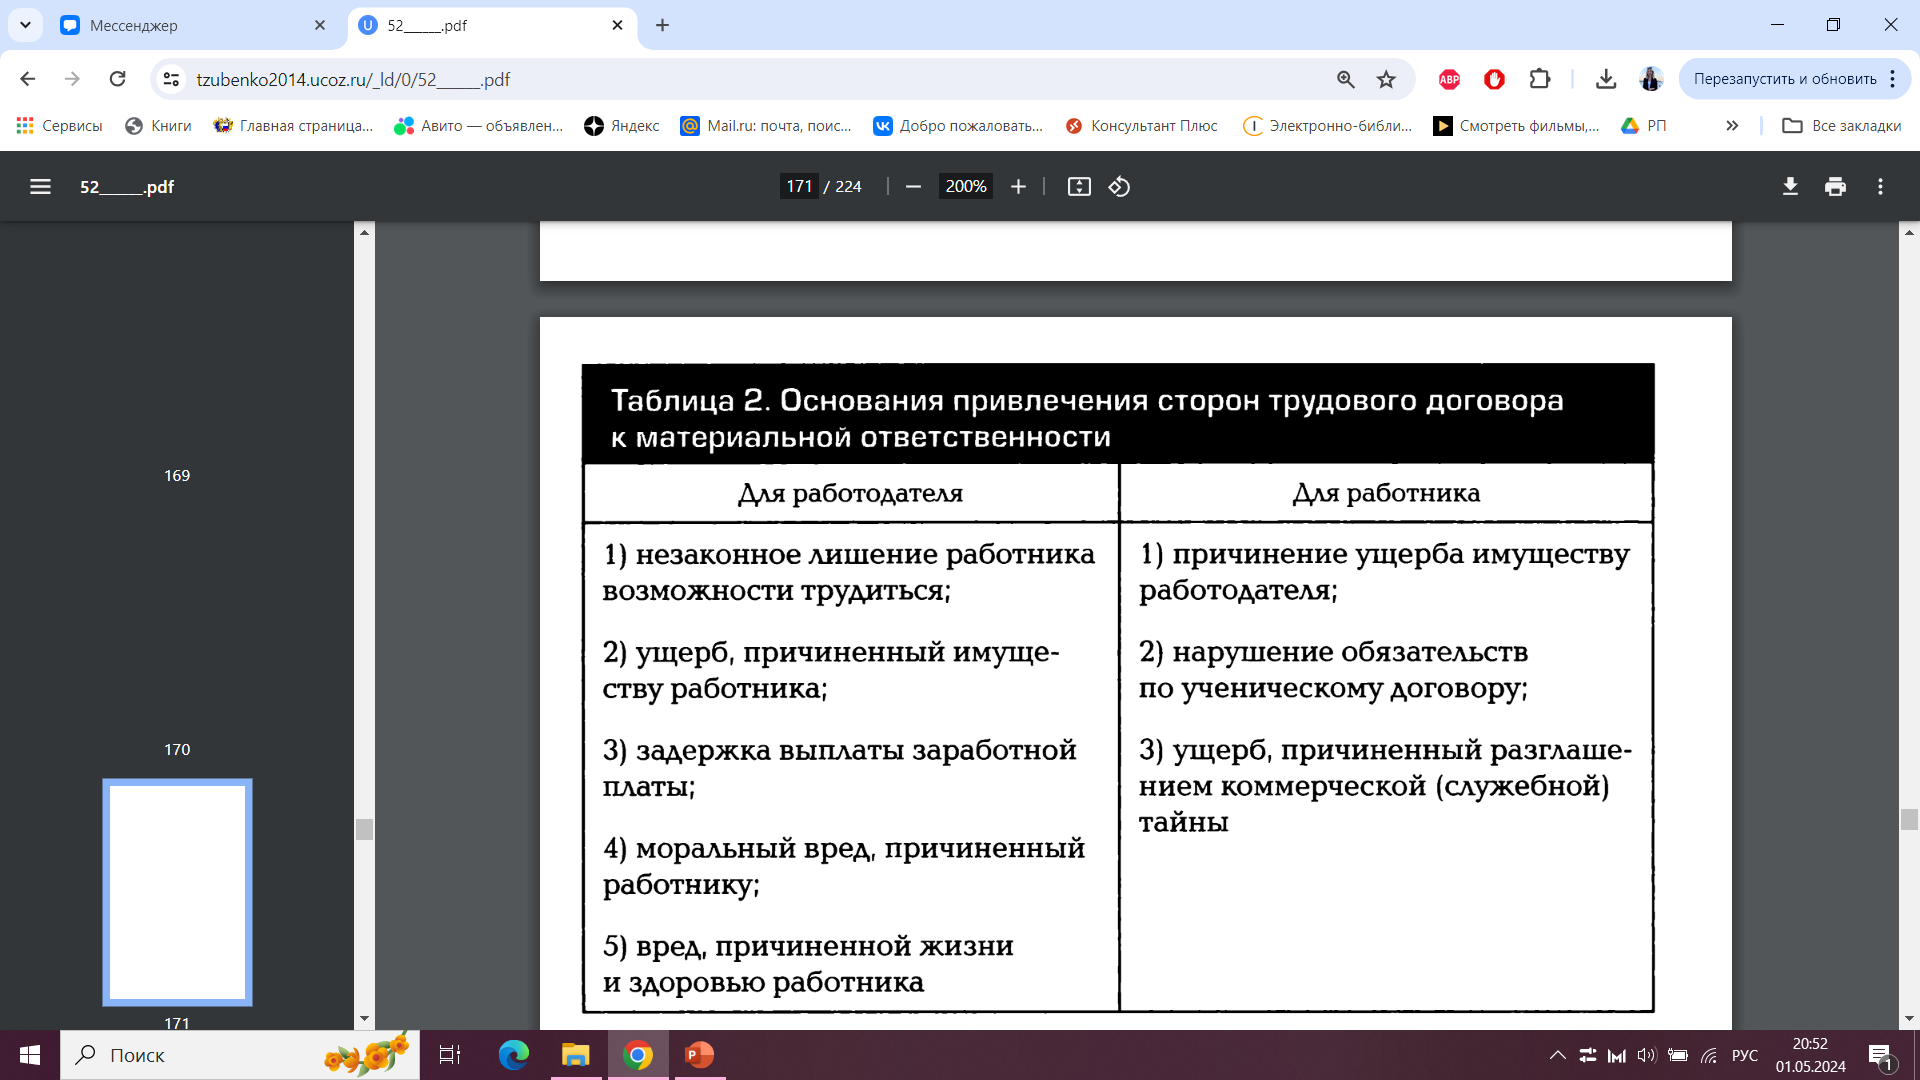 Мессенджер
52______.pdf
tzubenko2014.ucoz.ru/_ld/0/52______.pdf
ABP
Перезапустить и обновить
Сервисы
Книги
Главная страница...
Авито — объявлен...
Яндекс
Mail.ru: почта, поис...
Добро пожаловать...
Консультант Плюс
Электронно-библи...
Смотреть фильмы,...
РП
Все закладки
52______.pdf
171 / 224
200%
169
170
171
Таблица 2. Основания привлечения сторон трудового договора
к материальной ответственности
Для работодателя
1) незаконное лишение работника
возможности трудиться;
2) ущерб, причиненный имуще-
ству работника;
3) задержка выплаты заработной
платы;
4) моральный вред, причиненный
работнику;
5) вред, причиненной жизни
и здоровью работника
Для работника
1) причинение ущерба имуществу
работодателя;
2) нарушение обязательств
по ученическому договору;
3) ущерб, причиненный разглаше-
нием коммерческой (служебной)
тайны
Поиск
РУС
20:52
01.05.2024
1